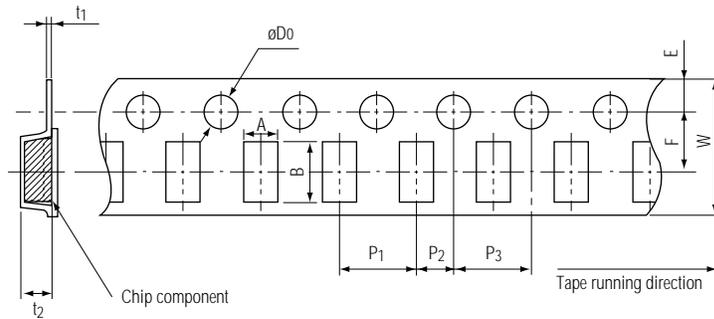 t1
øD0
E
A
F
W
B
P1
P2
P3
Tape running direction
Chip component
t2